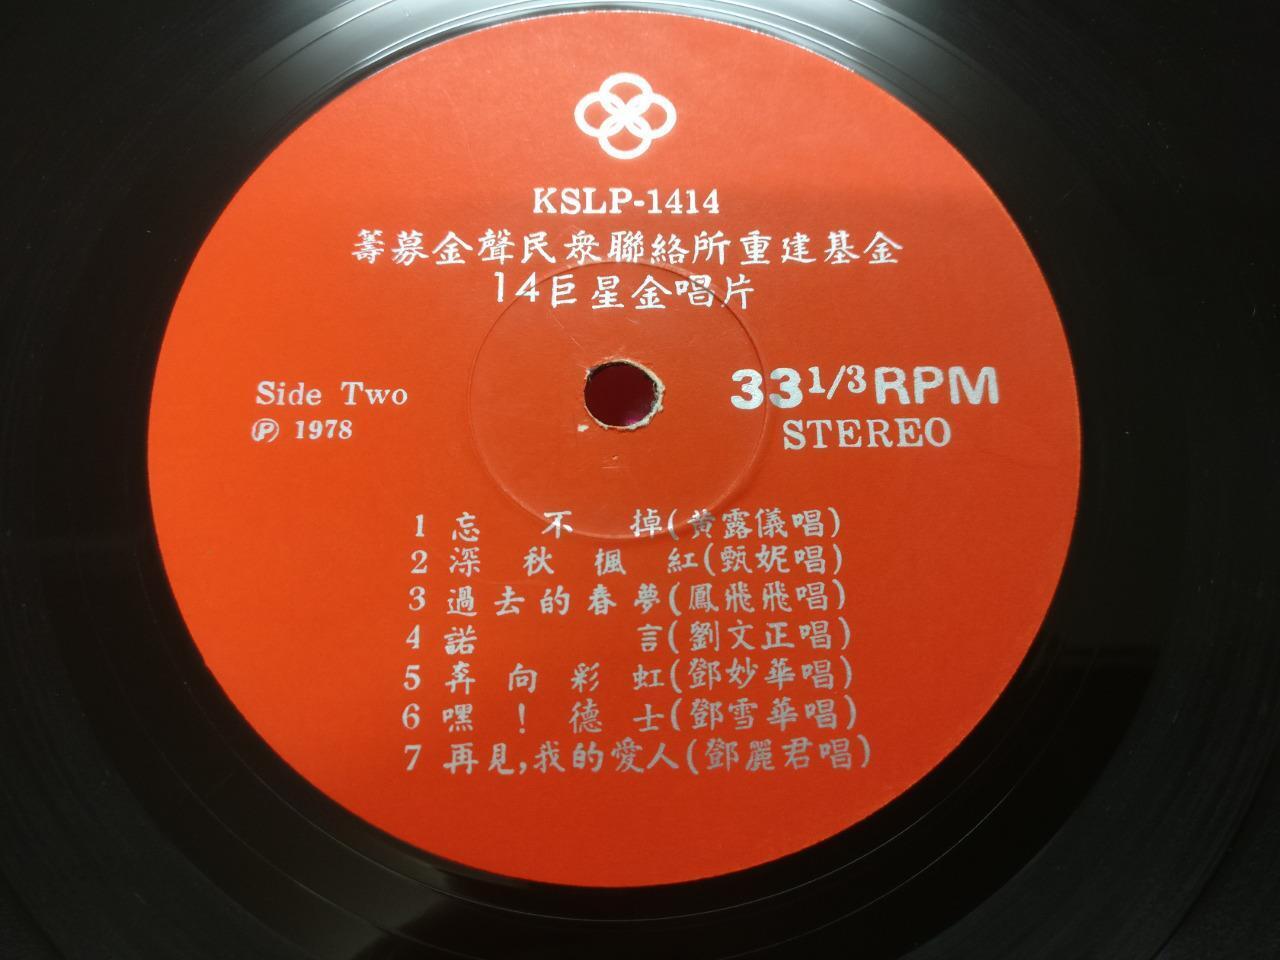 KSLP-1414
籌募金聲民眾聯絡所重建基金
14巨星金唱片
Side Two
Ⓟ 1978
33 1/3 RPM
STEREO
1 忘不掉(黃露儀唱)
2 深秋楓紅(甄妮唱)
3 過去的春夢(鳳飛飛唱)
4 諾言(劉文正唱)
5 奔向彩虹(鄧妙華唱)
6 嘿！德士(鄧雪華唱)
7 再見,我的愛人(鄧麗君唱)